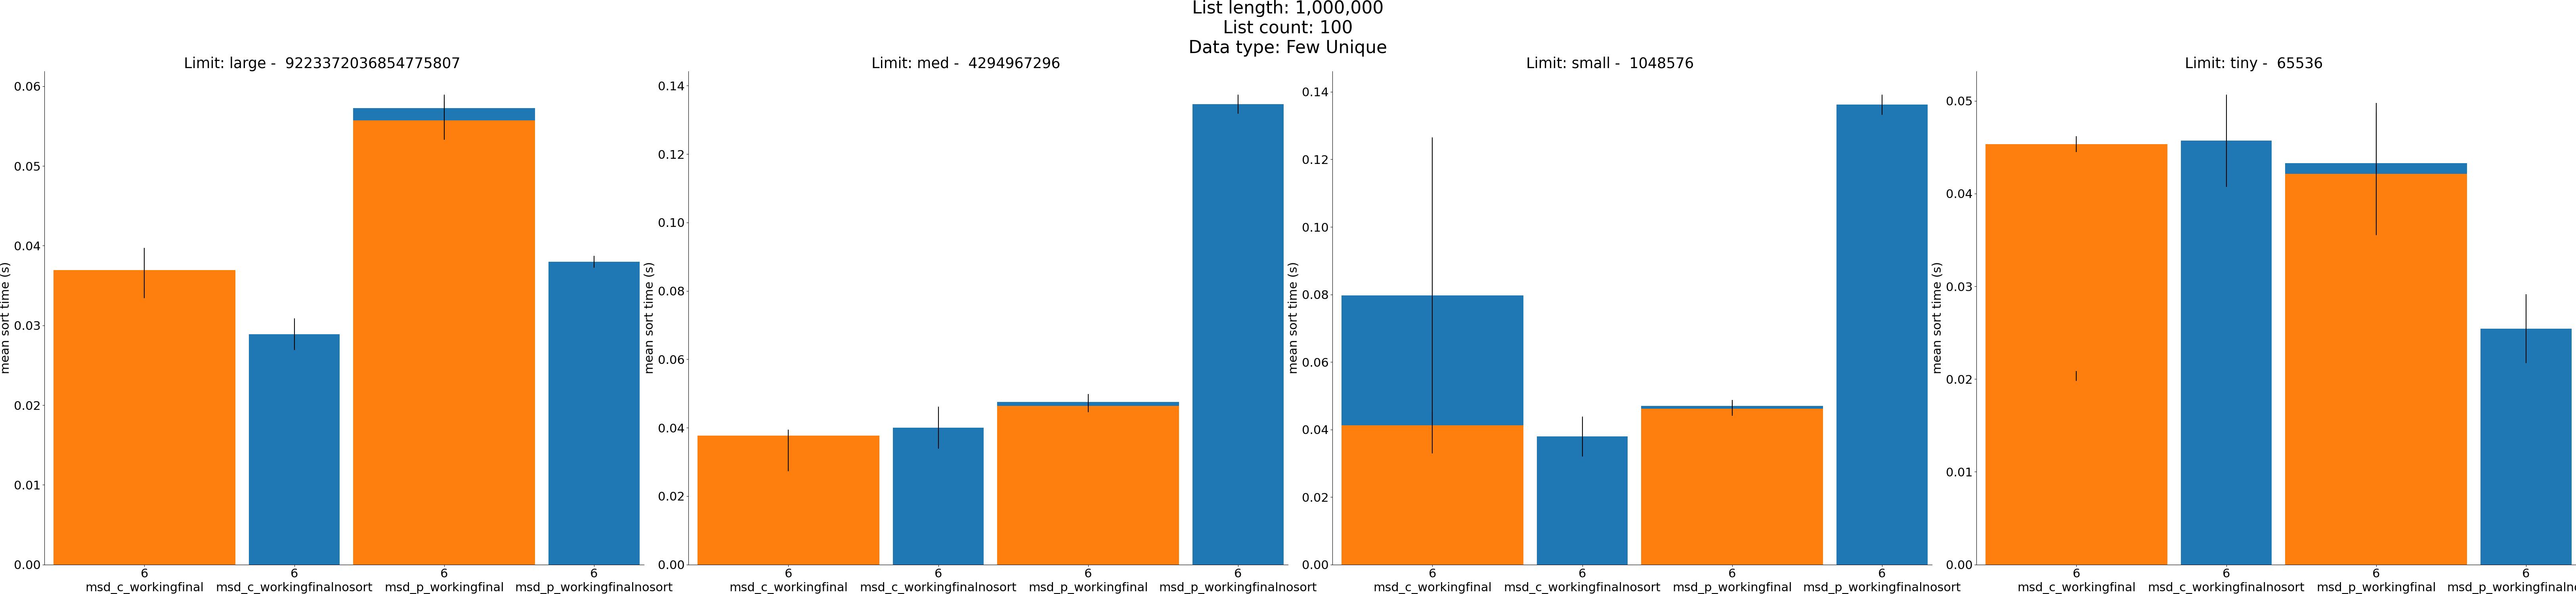 List length: 1,000,000
List count: 100
Data type: Few Unique
Limit: large -  9223372036854775807
mean sort time (s)
0.06
0.05
0.04
0.03
0.02
0.01
0.00
6
6
6
6
msd_c_workingfinal
msd_c_workingfinalnosort
msd_p_workingfinal
msd_p_workingfinalnosort
Limit: med -  4294967296
mean sort time (s)
0.14
0.12
0.10
0.08
0.06
0.04
0.02
0.00
6
6
6
6
msd_c_workingfinal
msd_c_workingfinalnosort
msd_p_workingfinal
msd_p_workingfinalnosort
Limit: small -  1048576
mean sort time (s)
0.14
0.12
0.10
0.08
0.06
0.04
0.02
0.00
6
6
6
6
msd_c_workingfinal
msd_c_workingfinalnosort
msd_p_workingfinal
msd_p_workingfinalnosort
Limit: tiny -  65536
mean sort time (s)
0.05
0.04
0.03
0.02
0.01
0.00
6
6
6
6
msd_c_workingfinal
msd_c_workingfinalnosort
msd_p_workingfinal